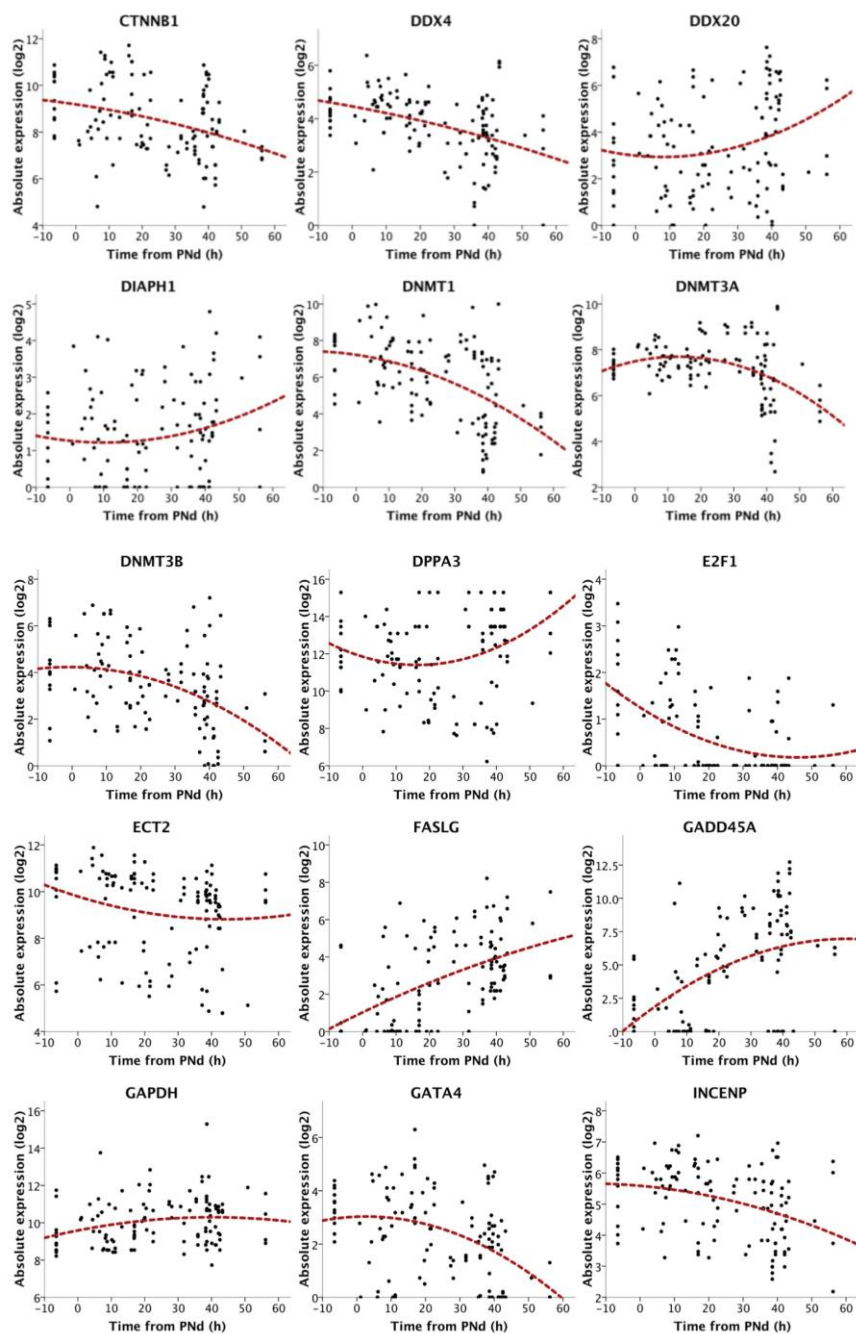 CTNNB1
Absolute expression (log2)
12
10
8
6
4
-10 0 10 20 30 40 50 60
Time from PNd (h)
DDX4
Absolute expression (log2)
6
4
2
0
-10 0 10 20 30 40 50 60
Time from PNd (h)
DDX20
Absolute expression (log2)
8
6
4
2
0
-10 0 10 20 30 40 50 60
Time from PNd (h)
DIAPH1
Absolute expression (log2)
5
4
3
2
1
0
-10 0 10 20 30 40 50 60
Time from PNd (h)
DNMT1
Absolute expression (log2)
10
8
6
4
2
0
-10 0 10 20 30 40 50 60
Time from PNd (h)
DNMT3A
Absolute expression (log2)
10
8
6
4
2
-10 0 10 20 30 40 50 60
Time from PNd (h)
DNMT3B
Absolute expression (log2)
8
6
4
2
0
-10 0 10 20 30 40 50 60
Time from PNd (h)
DPPA3
Absolute expression (log2)
16
14
12
10
8
6
-10 0 10 20 30 40 50 60
Time from PNd (h)
E2F1
Absolute expression (log2)
4
3
2
1
0
-10 0 10 20 30 40 50 60
Time from PNd (h)
ECT2
Absolute expression (log2)
12
10
8
6
4
-10 0 10 20 30 40 50 60
Time from PNd (h)
FASLG
Absolute expression (log2)
10
8
6
4
2
0
-10 0 10 20 30 40 50 60
Time from PNd (h)
GADD45A
Absolute expression (log2)
12.5
10.0
7.5
5.0
2.5
0
-10 0 10 20 30 40 50 60
Time from PNd (h)
GAPDH
Absolute expression (log2)
16
14
12
10
8
6
-10 0 10 20 30 40 50 60
Time from PNd (h)
GATA4
Absolute expression (log2)
6
4
2
0
-10 0 10 20 30 40 50 60
Time from PNd (h)
INCENP
Absolute expression (log2)
8
7
6
5
4
3
2
-10 0 10 20 30 40 50 60
Time from PNd (h)